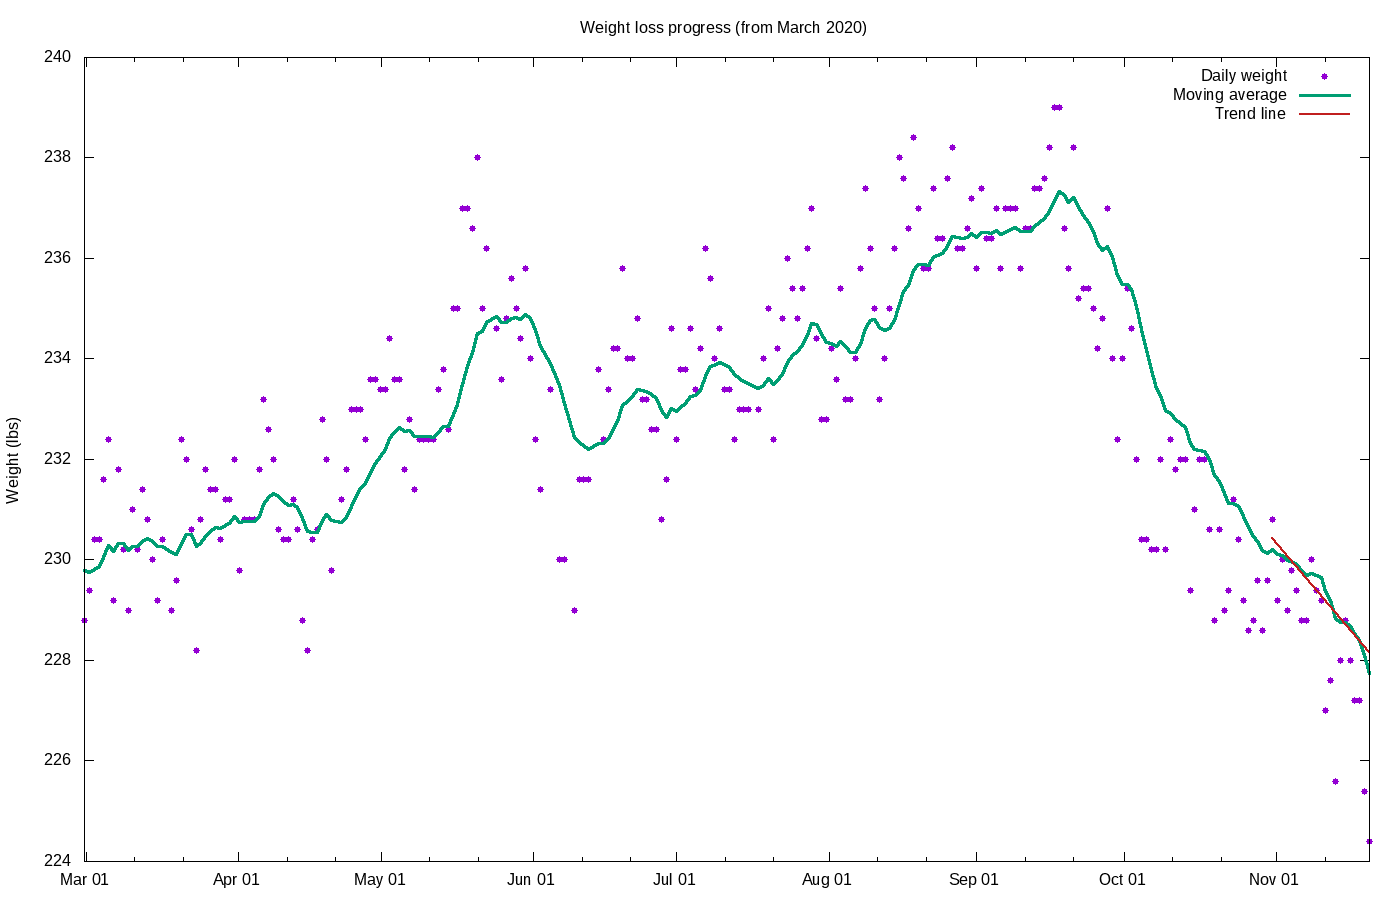 Weight loss progress (from March 2020)
240
238
236
234
232
230
228
226
224
Weight (lbs)
Daily weight
Moving average
Trend line
Mar 01 Apr 01 May 01 Jun 01 Jul 01 Aug 01 Sep 01 Oct 01 Nov 01